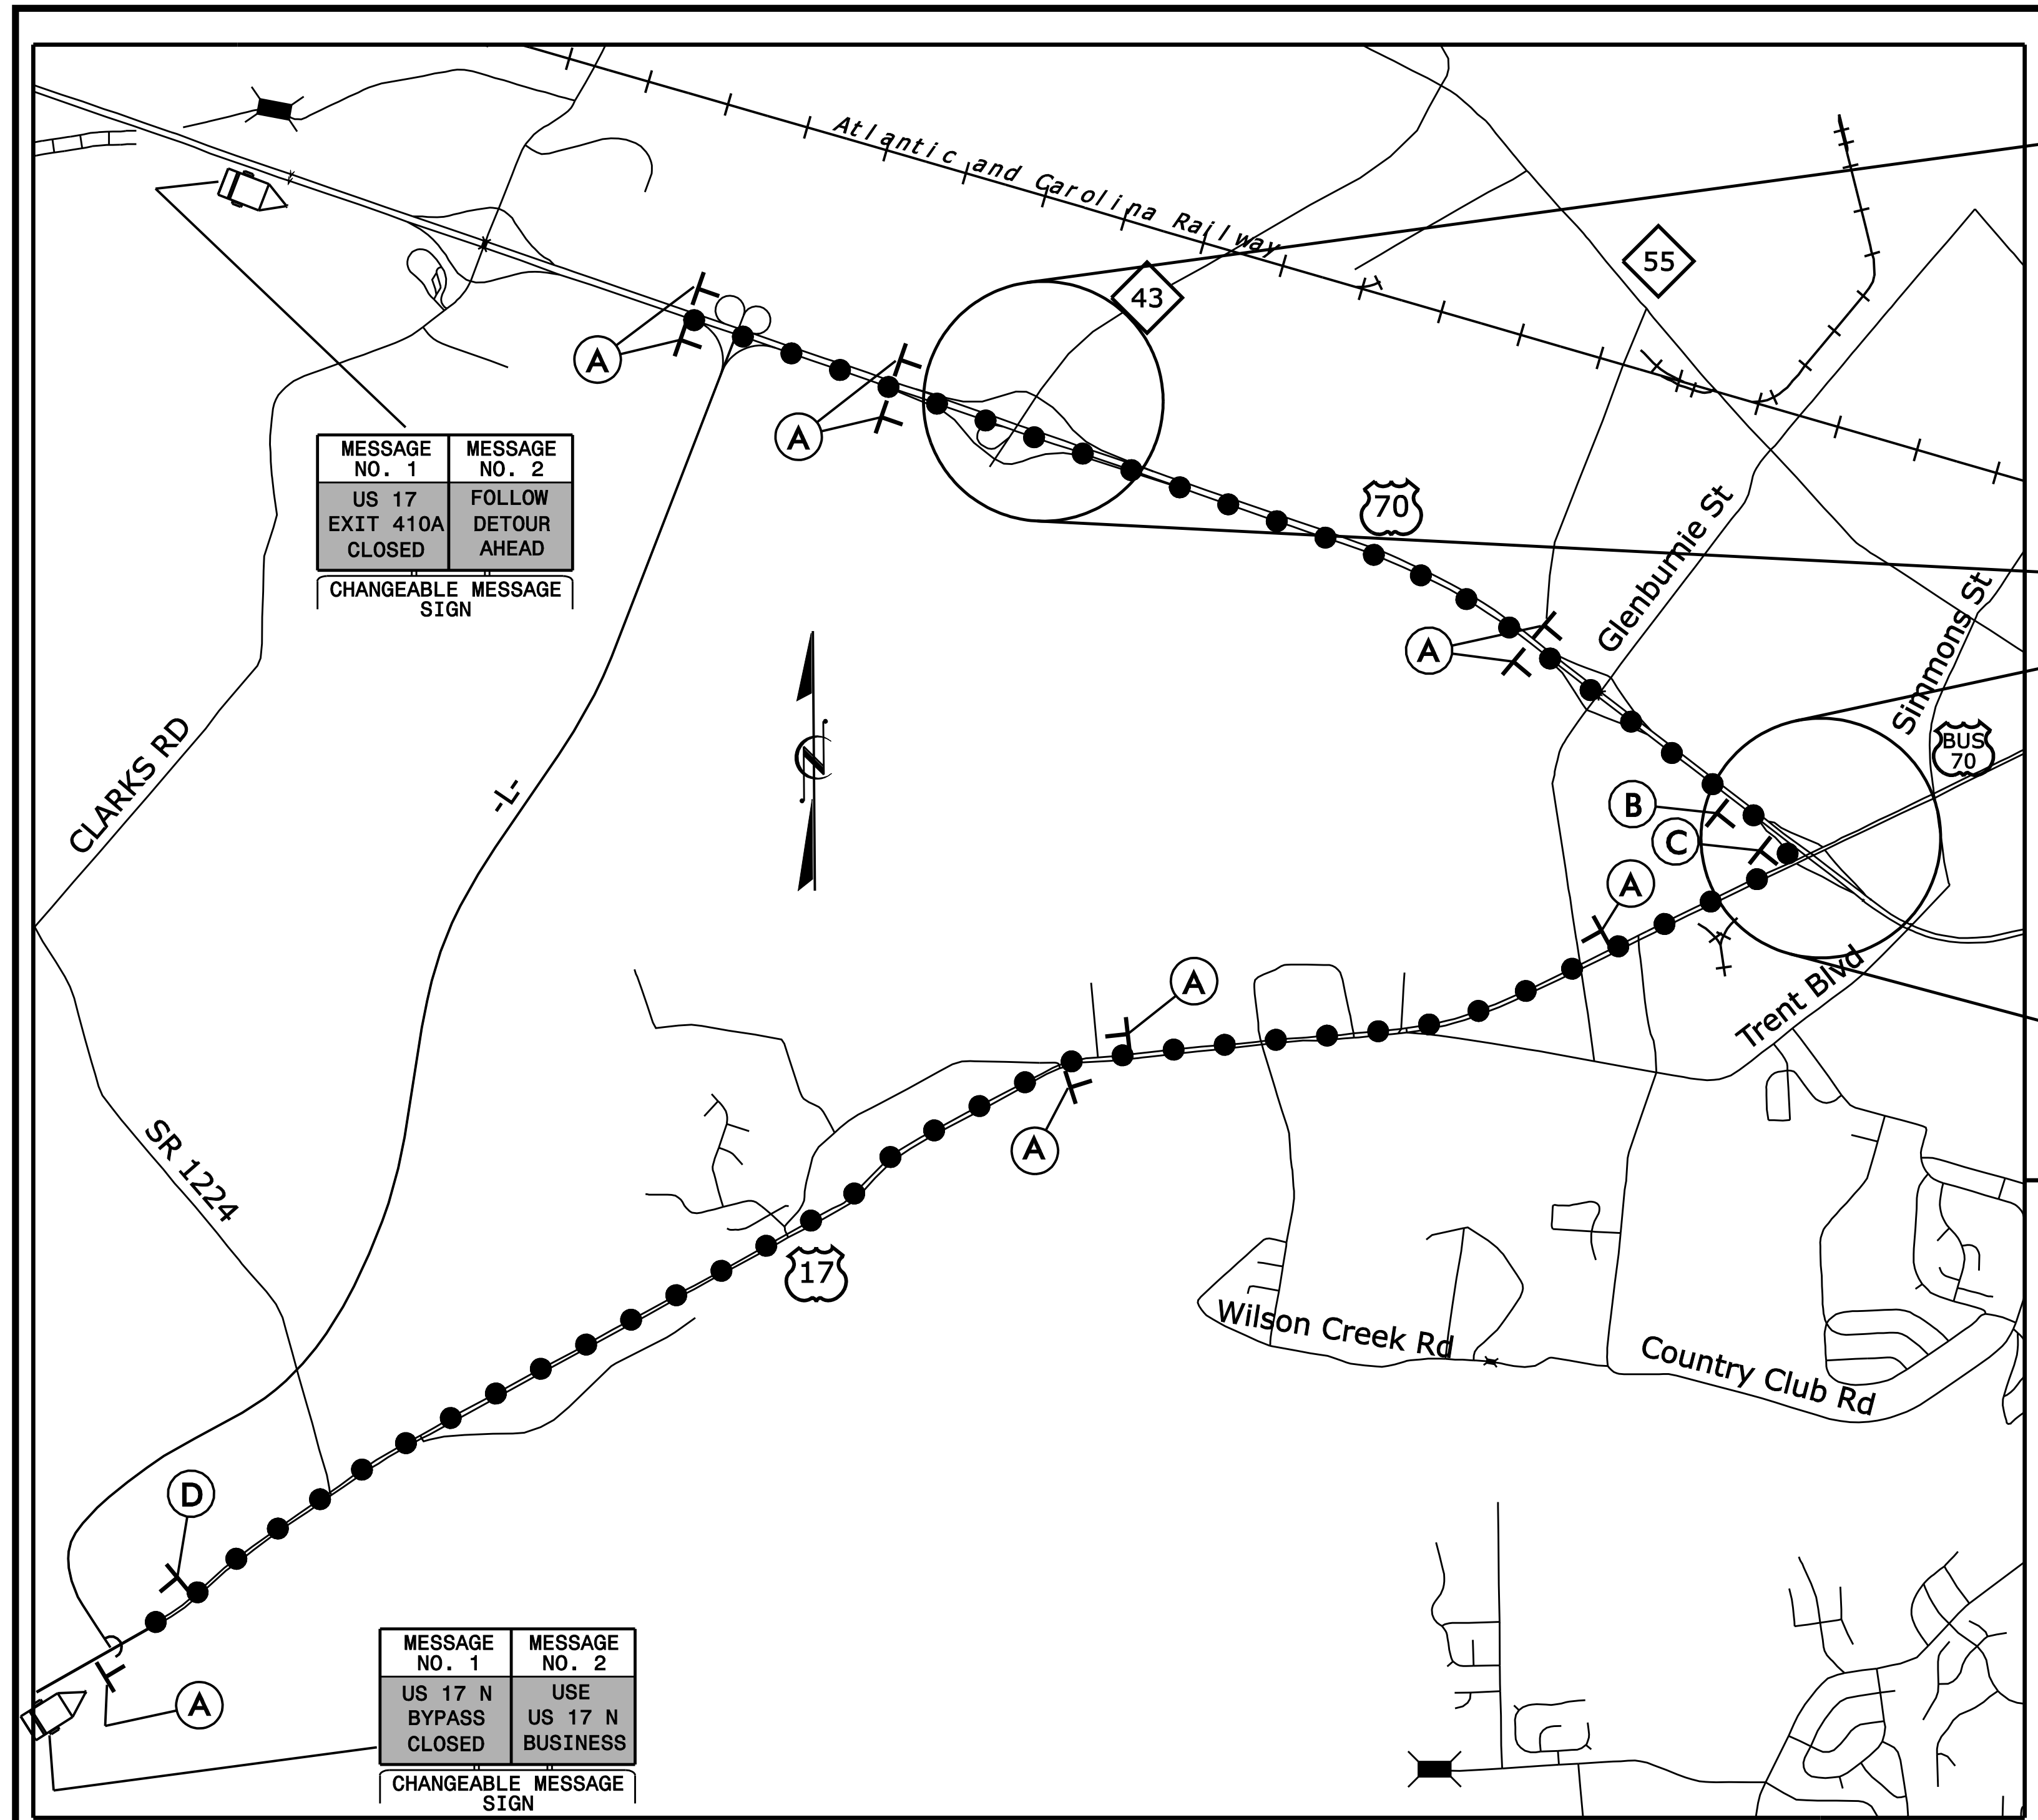 Atlantic and Carolina Railway
55
43
A
A
MESSAGE NO. 1
MESSAGE NO. 2
US 17
EXIT 410A
CLOSED
FOLLOW
DETOUR
AHEAD
CHANGEABLE MESSAGE
SIGN
70
Glenburnie St
Simmons St
A
CLARKS RD
-L-
N
BUS
70
B
C
A
A
Trent Blvd
A
SR 1224
17
Wilson Creek Rd
Country Club Rd
D
A
MESSAGE NO. 1
MESSAGE NO. 2
US 17 N
BYPASS
CLOSED
USE
US 17 N
BUSINESS
CHANGEABLE MESSAGE
SIGN